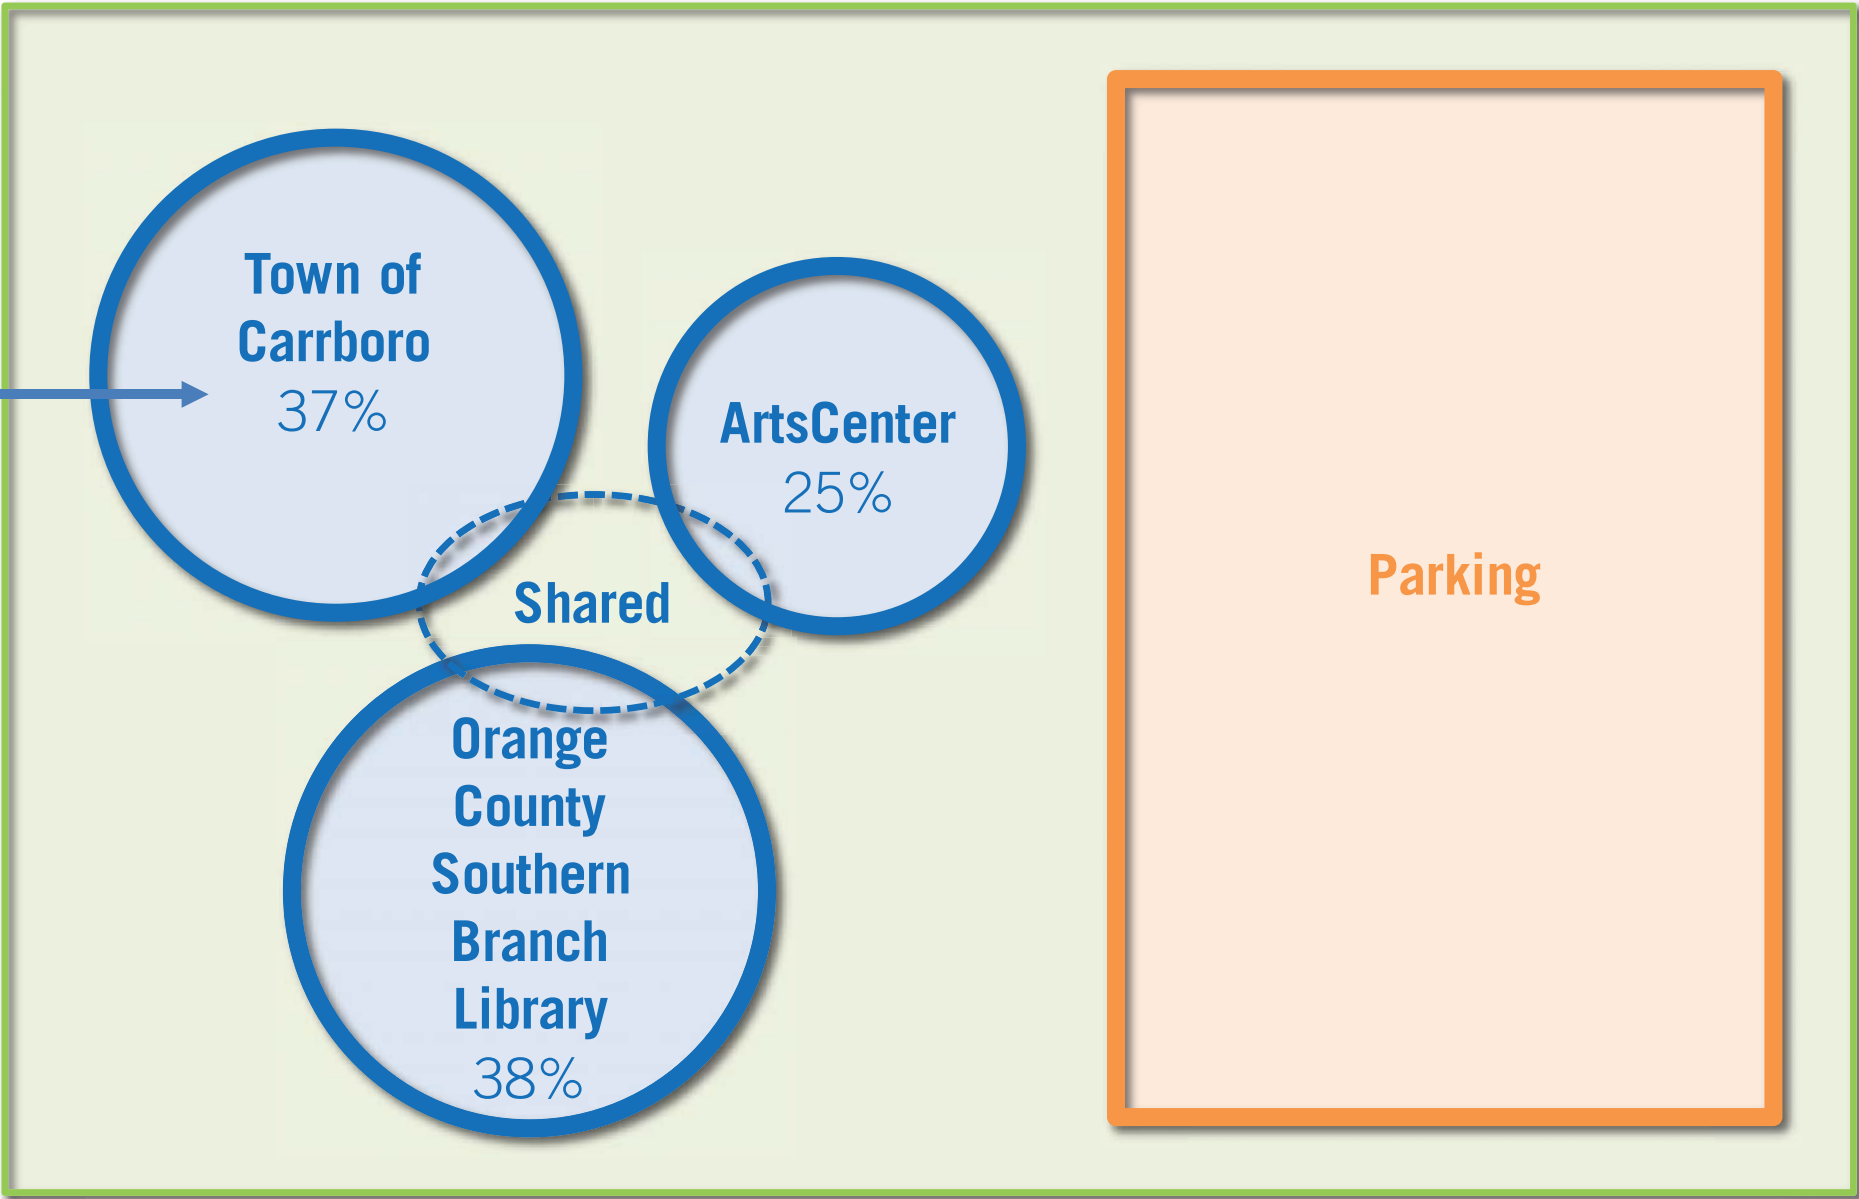 Town of
Carrboro
37%
ArtsCenter
25%
Shared
Orange
County
Southern
Branch
Library
38%
Parking